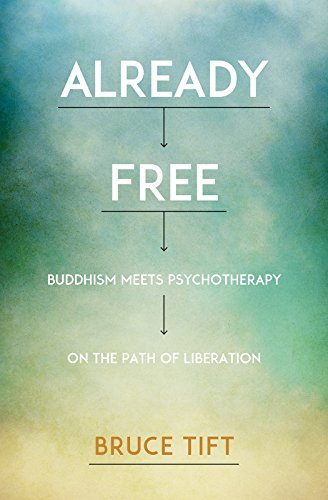 ALREADY
FREE
BUDDHISM MEETS PSYCHOTHERAPY
ON THE PATH OF LIBERATION
BRUCE TIFT